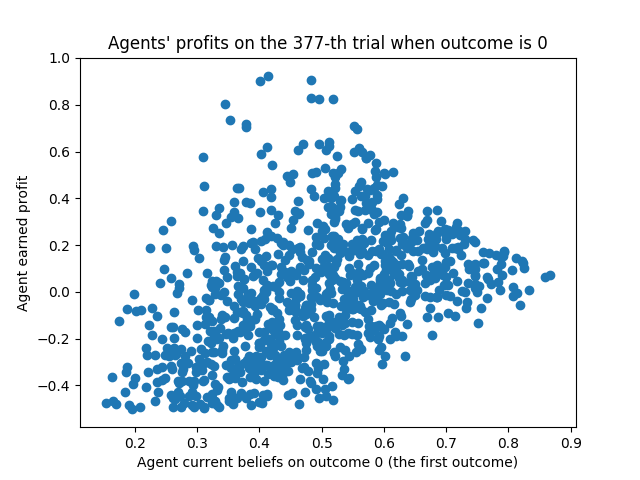 Agents' profits on the 377-th trial when outcome is 0
Agent earned profit
1.0
0.8
0.6
0.4
0.2
0.0
−0.2
−0.4
0.2 0.3 0.4 0.5 0.6 0.7 0.8 0.9
Agent current beliefs on outcome 0 (the first outcome)